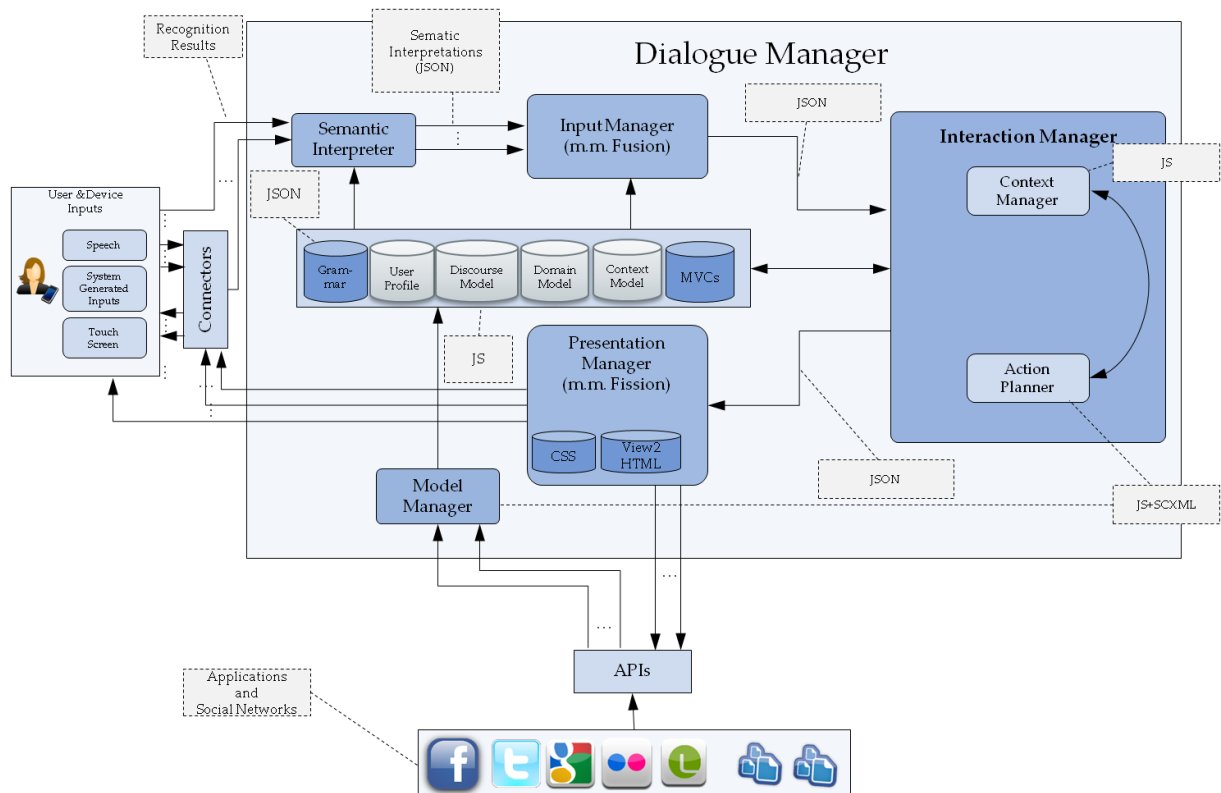 Recognition
Results
Sematic
Interpretations
(JSON)
Dialogue Manager
JSON
Semantic
Interpreter
Input Manager
(m.m. Fusion)
Interaction Manager
JS
Context
Manager
User &Device
Inputs
JSON
Speech
System
Generated
Inputs
Touch
Screen
Connectors
Gram-
mar
User
Profile
Discourse
Model
Domain
Model
Context
Model
MVCs
JS
Presentation
Manager
(m.m. Fission)
Action
Planner
CSS
View2
HTML
JSON
Model
Manager
JS+SCXML
...
...
APIs
Applications
and
Social Networks
f
t
g
L